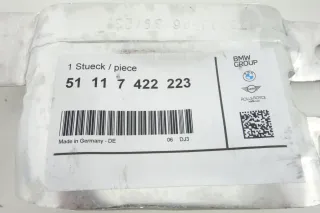 1 Stueck / piece
51 11 7 422 223
Made in Germany - DE
06 DJ3
BMW
GROUP